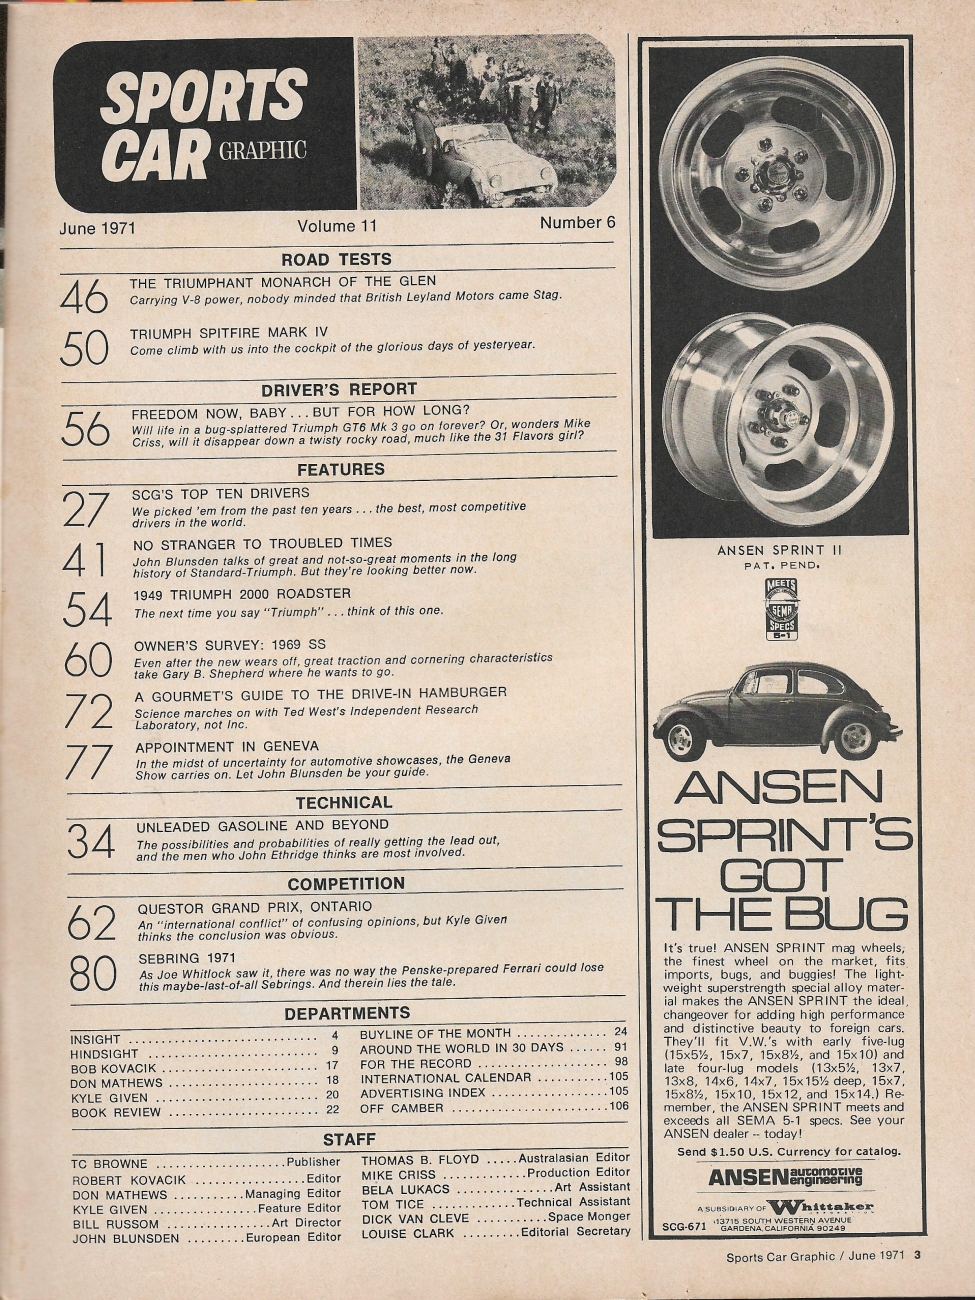 SPORTS
CAR GRAPHIC
June 1971 Volume 11 Number 6
ROAD TESTS
46 THE TRIUMPHANT MONARCH OF THE GLEN
Carrying V-8 power, nobody minded that British Leyland Motors came Stag.
50 TRIUMPH SPITFIRE MARK IV
Come climb with us into the cockpit of the glorious days of yesteryear.
DRIVER'S REPORT
56 FREEDOM NOW, BABY . . . BUT FOR HOW LONG?
Will life in a bug-splattered Triumph GT6 Mk 3 go on forever? Or, wonders Mike
Criss, will it disappear down a twisty rocky road, much like the 31 Flavors girl?
FEATURES
27 SCG'S TOP TEN DRIVERS
We picked 'em from the past ten years . . . the best, most competitive
drivers in the world.
41 NO STRANGER TO TROUBLED TIMES
John Blunsden talks of great and not-so-great moments in the long
history of Standard-Triumph. But they're looking better now.
54 1949 TRIUMPH 2000 ROADSTER
The next time you say "Triumph" . . . think of this one.
60 OWNER'S SURVEY: 1969 SS
Even after the new wears off, great traction and cornering characteristics
take Gary B. Shepherd where he wants to go.
72 A GOURMET'S GUIDE TO THE DRIVE-IN HAMBURGER
Science marches on with Ted West's Independent Research
Laboratory, not Inc.
77 APPOINTMENT IN GENEVA
In the midst of uncertainty for automotive showcases, the Geneva
Show carries on. Let John Blunsden be your guide.
TECHNICAL
34 UNLEADED GASOLINE AND BEYOND
The possibilities and probabilities of really getting the lead out,
and the men who John Ethridge thinks are most involved.
COMPETITION
62 QUESTOR GRAND PRIX, ONTARIO
An "international conflict" of confusing opinions, but Kyle Given
thinks the conclusion was obvious.
80 SEBRING 1971
As Joe Whitlock saw it, there was no way the Penske-prepared Ferrari could lose
this maybe-last-of-all Sebrings. And therein lies the tale.
DEPARTMENTS
INSIGHT 4
HINDSIGHT 9
BOB KOVACIK 17
DON MATHEWS 18
KYLE GIVEN 20
BOOK REVIEW 22
BUYLINE OF THE MONTH 24
AROUND THE WORLD IN 30 DAYS 91
FOR THE RECORD 98
INTERNATIONAL CALENDAR 105
ADVERTISING INDEX 105
OFF CAMBER 106
STAFF
TC BROWNE Publisher
ROBERT KOVACIK Editor
DON MATHEWS Managing Editor
KYLE GIVEN Feature Editor
BILL RUSSOM Art Director
JOHN BLUNSDEN European Editor
THOMAS B. FLOYD Australasian Editor
MIKE CRISS Production Editor
BELA LUKACS Art Assistant
TOM TICE Technical Assistant
DICK VAN CLEVE Space Monger
LOUISE CLARK Editorial Secretary
ANSEN SPRINT II
PAT. PEND.
MEETS
SEMA
SPECS
5-1
ANSEN
SPRINT'S
GOT
THE BUG
It's true! ANSEN SPRINT mag wheels,
the finest wheel on the market, fits
imports, bugs, and buggies! The light-
weight superstrength special alloy mater-
ial makes the ANSEN SPRINT the ideal
changeover for adding high performance
and distinctive beauty to foreign cars.
They'll fit V.W.'s with early five-lug
(15x5½, 15x7, 15x8½, and 15x10) and
late four-lug models (13x5½, 13x7,
13x8, 14x6, 14x7, 15x15½ deep, 15x7,
15x8½, 15x10, 15x12, and 15x14.) Re-
member, the ANSEN SPRINT meets and
exceeds all SEMA 5-1 specs. See your
ANSEN dealer -- today!
Send $1.50 U.S. Currency for catalog.
ANSEN automotive engineering
A SUBSIDIARY OF Whittaker
SCG-671 13715 SOUTH WESTERN AVENUE
GARDENA, CALIFORNIA 90249
Sports Car Graphic / June 1971 3